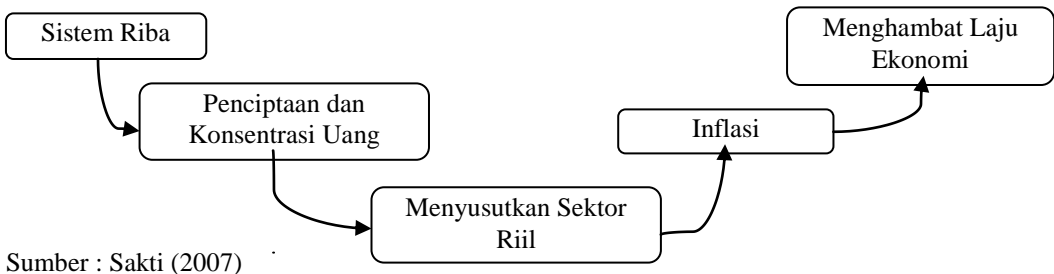 Sistem Riba
Penciptaan dan
Konsentrasi Uang
Menyusutkan Sektor
Riil
Inflasi
Menghambat Laju
Ekonomi
Sumber : Sakti (2007)